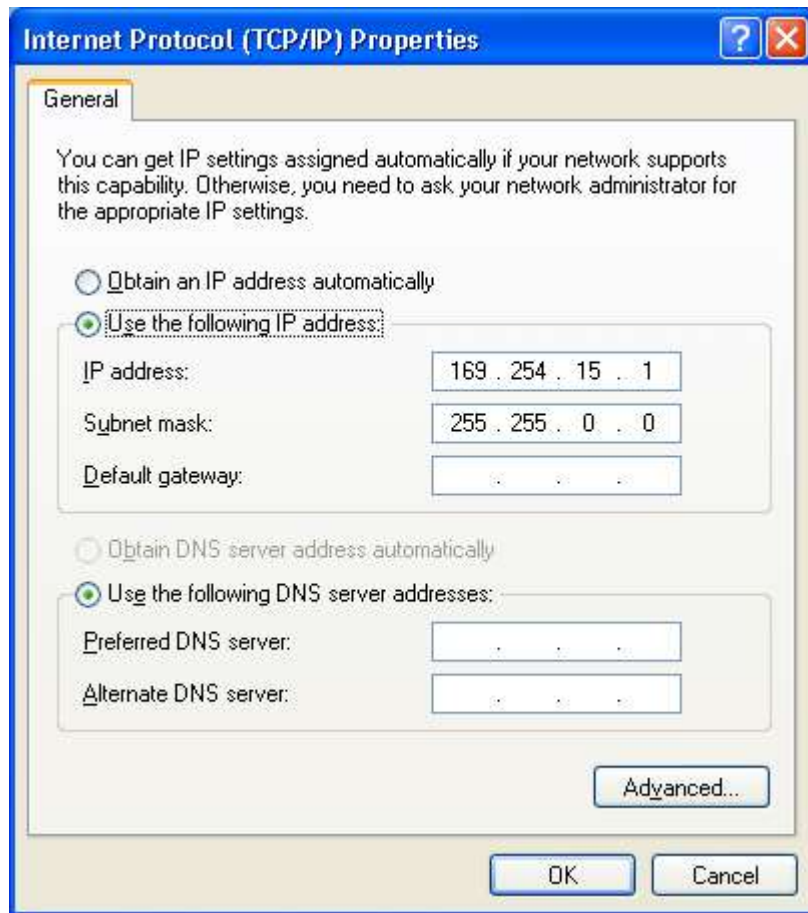 Internet Protocol (TCP/IP) Properties
General
You can get IP settings assigned automatically if your network supports
this capability. Otherwise, you need to ask your network administrator for
the appropriate IP settings.
Obtain an IP address automatically
Use the following IP address:
IP address: 169 . 254 . 15 . 1
Subnet mask: 255 . 255 . 0 . 0
Default gateway: . . .
Obtain DNS server address automatically
Use the following DNS server addresses:
Preferred DNS server: . . .
Alternate DNS server: . . .
Advanced...
OK Cancel